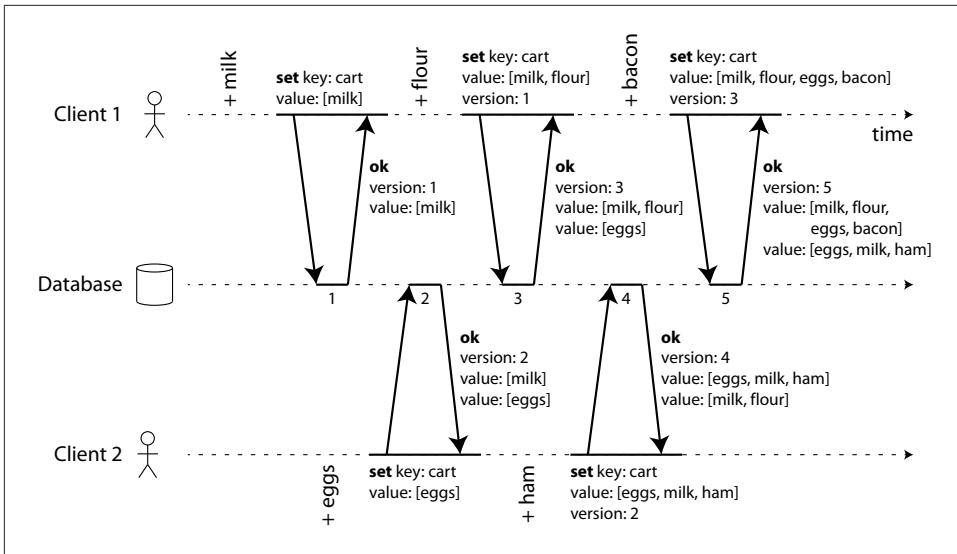 + milk
set key: cart
value: [milk]
+ flour
set key: cart
value: [milk, flour]
version: 1
+ bacon
set key: cart
value: [milk, flour, eggs, bacon]
version: 3
Client 1
time
ok
version: 1
value: [milk]
ok
version: 3
value: [milk, flour]
value: [eggs]
ok
version: 5
value: [milk, flour,
eggs, bacon]
value: [eggs, milk, ham]
Database
1
2
3
4
5
ok
version: 2
value: [milk]
value: [eggs]
ok
version: 4
value: [eggs, milk, ham]
value: [milk, flour]
Client 2
+ eggs
set key: cart
value: [eggs]
+ ham
set key: cart
value: [eggs, milk, ham]
version: 2